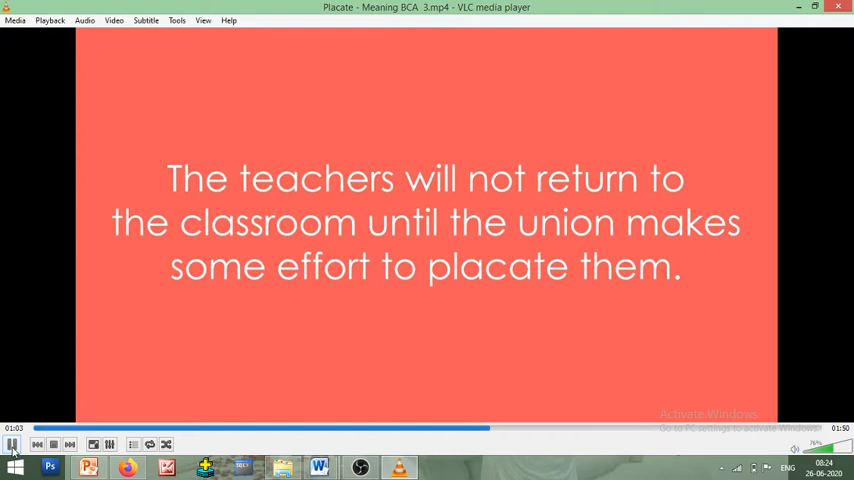 Placate - Meaning BCA 3.mp4 - VLC media player
Media Playback Audio Video Subtitle Tools View Help
The teachers will not return to
the classroom until the union makes
some effort to placate them.
Activate Windows
Go to PC settings to activate Windows.
01:03 01:50
76%
Ps
ENG
08:24
26-06-2020